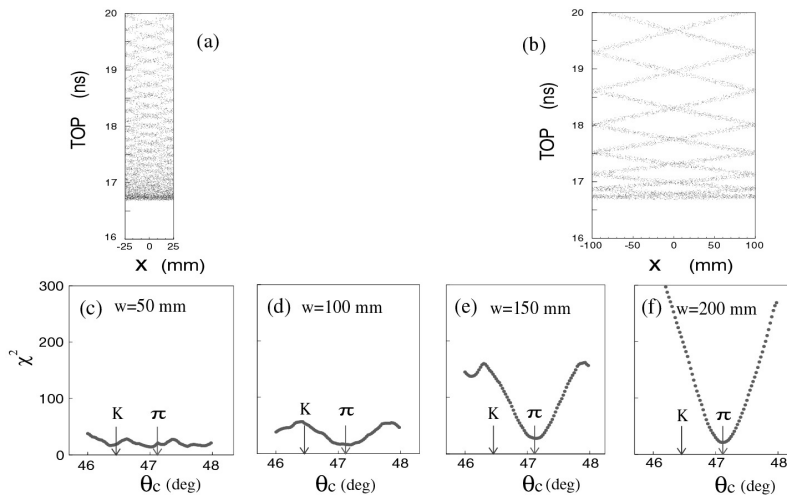 20
19
18
17
16
TOP (ns)
-25 0 25
x (mm)
(a)
(b)
20
19
18
17
16
TOP (ns)
-100 -50 0 50 100
x (mm)
300
200
100
0
χ²
(c) w=50 mm
K π
46 47 48
θc (deg)
(d) w=100 mm
K π
46 47 48
θc (deg)
(e) w=150 mm
K π
46 47 48
θc (deg)
(f) w=200 mm
K π
46 47 48
θc (deg)